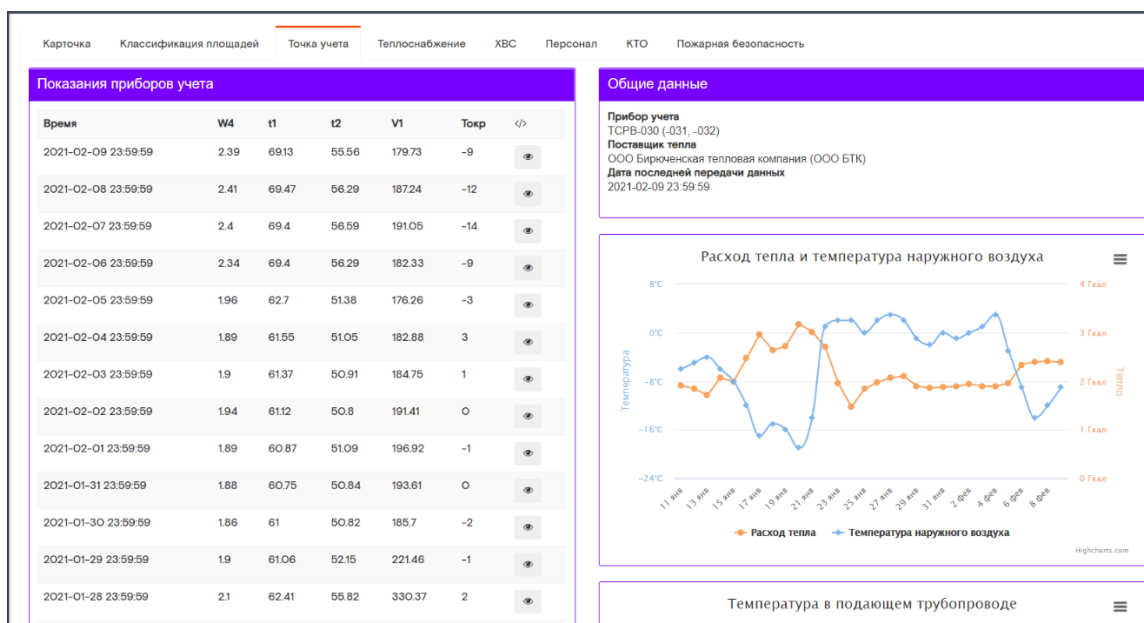 Карточка Классификация площадей Точка учета Теплоснабжение ХВС Персонал КТО Пожарная безопасность
Показания приборов учета
Время W4 t1 t2 V1 Токр </>
2021-02-09 23:59:59 2.39 69.13 55.56 179.73 -9
2021-02-08 23:59:59 2.41 69.47 56.29 187.24 -12
2021-02-07 23:59:59 2.4 69.4 56.59 191.05 -14
2021-02-06 23:59:59 2.34 69.4 56.29 182.33 -9
2021-02-05 23:59:59 1.96 62.7 51.38 176.26 -3
2021-02-04 23:59:59 1.89 61.55 51.05 182.88 3
2021-02-03 23:59:59 1.9 61.37 50.91 184.75 1
2021-02-02 23:59:59 1.94 61.12 50.8 191.41 0
2021-02-01 23:59:59 1.89 60.87 51.09 196.92 -1
2021-01-31 23:59:59 1.88 60.75 50.84 193.61 0
2021-01-30 23:59:59 1.86 61 50.82 185.7 -2
2021-01-29 23:59:59 1.9 61.06 52.15 221.46 -1
2021-01-28 23:59:59 2.1 62.41 55.82 330.37 2
Общие данные
Прибор учета
ТСРВ-030 (-031, -032)
Поставщик тепла
ООО Бирюченская тепловая компания (ООО БТК)
Дата последней передачи данных
2021-02-09 23:59:59
Расход тепла и температура наружного воздуха
8°C 4 Гкал
0°C 3 Гкал
-8°C 2 Гкал
-16°C 1 Гкал
-24°C 0 Гкал
Температура
Тепло
11 янв 13 янв 15 янв 17 янв 19 янв 21 янв 23 янв 25 янв 27 янв 29 янв 31 янв 2 фев 4 фев 6 фев 8 фев
Расход тепла Температура наружного воздуха
Highcharts.com
Температура в подающем трубопроводе